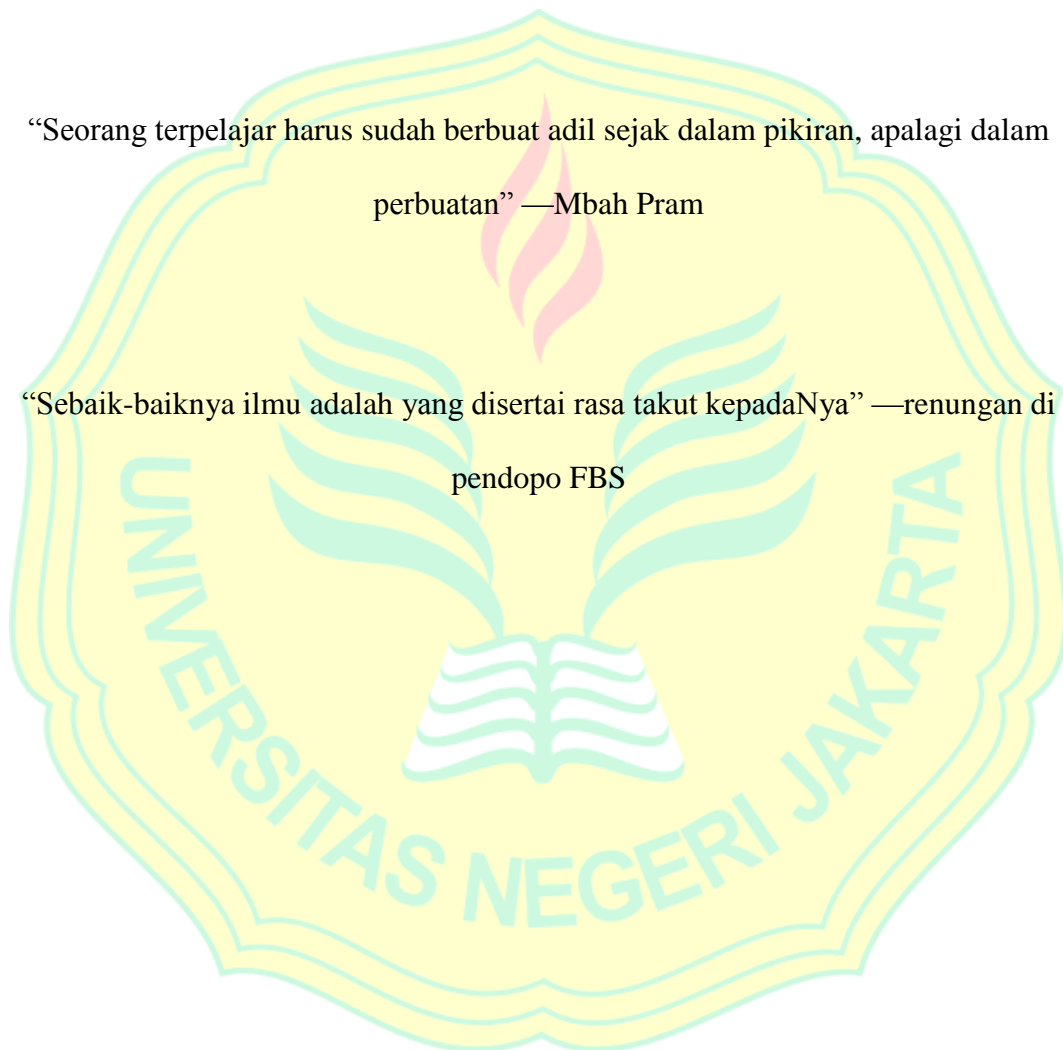 “Seorang terpelajar harus sudah berbuat adil sejak dalam pikiran, apalagi dalam
perbuatan” —Mbah Pram
“Sebaik-baiknya ilmu adalah yang disertai rasa takut kepadaNya” —renungan di
pendopo FBS
UNIVERSITAS NEGERI JAKARTA